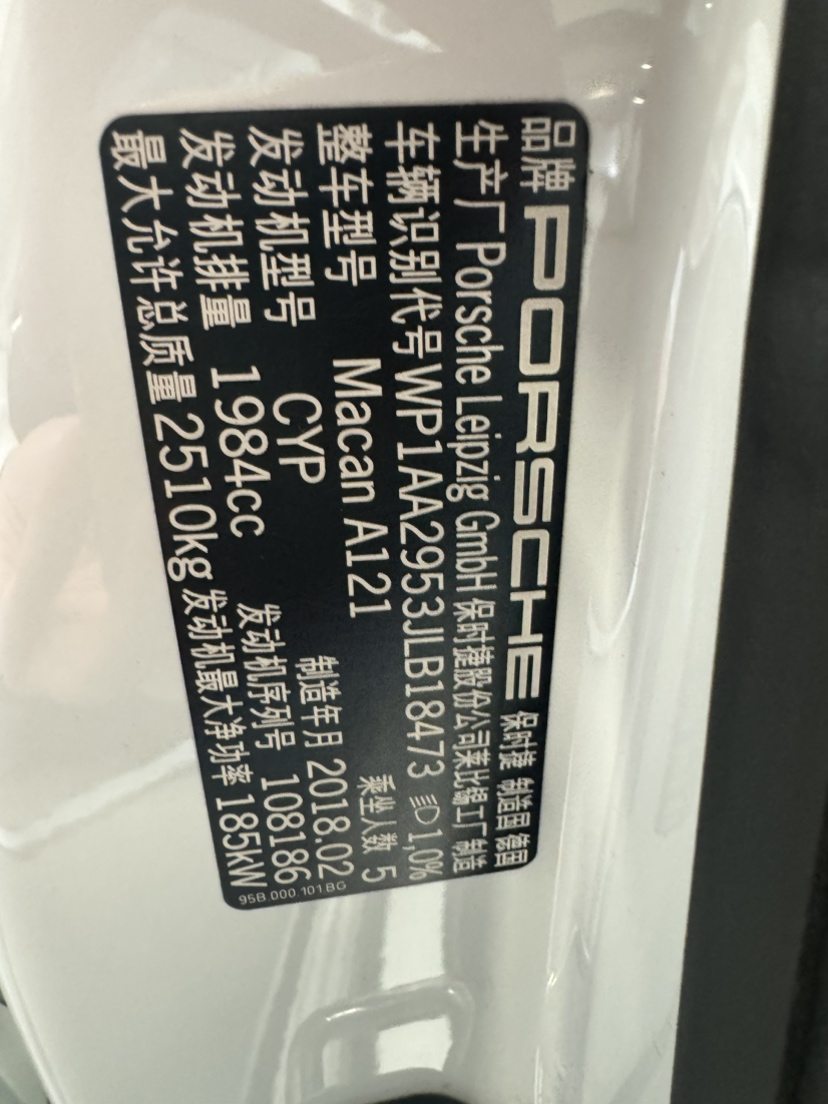 品牌 PORSCHE 保时捷 制造国 德国
生产厂 Porsche Leipzig GmbH 保时捷股份公司莱比锡工厂制造
车辆识别代号 WP1AA2953JLB18473 1,0%
整车型号 Macan A121 乘坐人数 5
发动机型号 CYP 制造年月 2018.02
发动机排量 1984cc 发动机序列号 108186
最大允许总质量 2510kg 发动机最大净功率 185kW
95B.000.101.BG